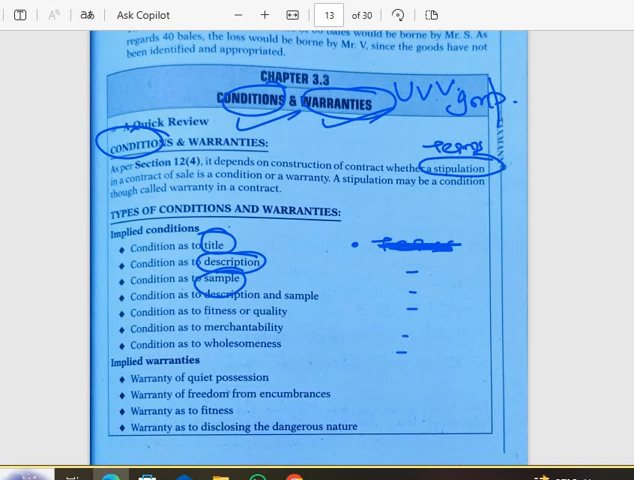 Ask Copilot
13 of 30
regards 40 bales, the loss would be borne by Mr. V, since the goods have not
been identified and appropriated.
CHAPTER 3.3
CONDITIONS & WARRANTIES
UVV gmp.
A Quick Review
CONDITIONS & WARRANTIES:
As per Section 12(4), it depends on construction of contract whether a stipulation
in a contract of sale is a condition or a warranty. A stipulation may be a condition
though called warranty in a contract.
TYPES OF CONDITIONS AND WARRANTIES:
Implied conditions
♦ Condition as to title
♦ Condition as to description
♦ Condition as to sample
♦ Condition as to description and sample
♦ Condition as to fitness or quality
♦ Condition as to merchantability
♦ Condition as to wholesomeness
Implied warranties
♦ Warranty of quiet possession
♦ Warranty of freedom from encumbrances
♦ Warranty as to fitness
♦ Warranty as to disclosing the dangerous nature